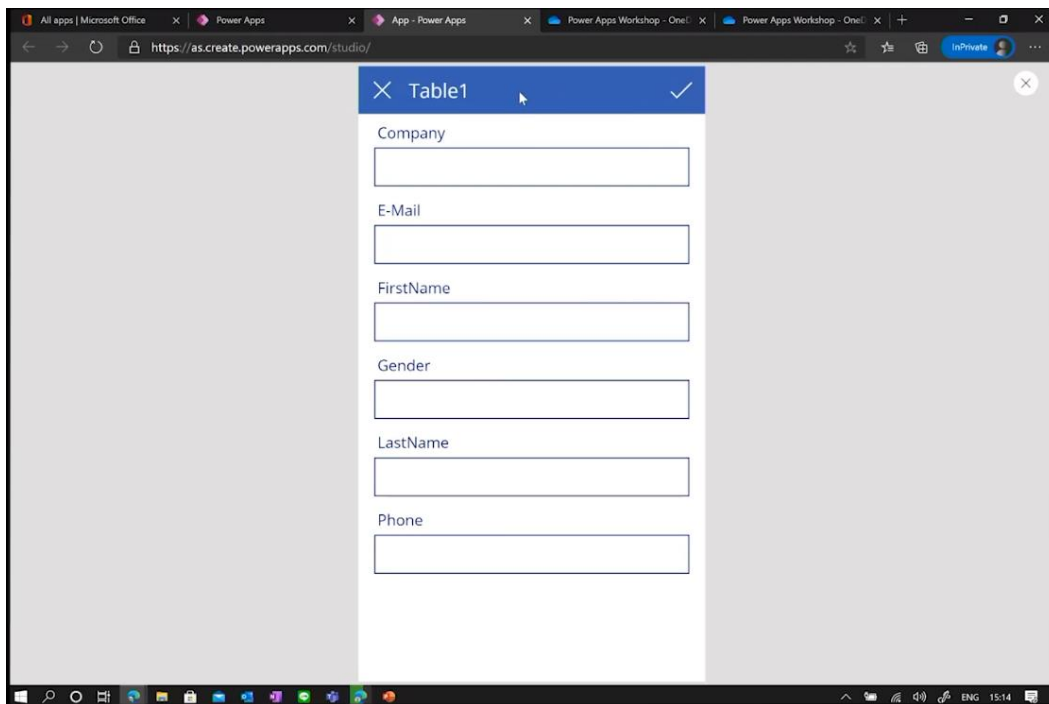 All apps | Microsoft Office
Power Apps
App - Power Apps
Power Apps Workshop - OneD
Power Apps Workshop - OneD
https://as.create.powerapps.com/studio/
InPrivate
Table1
Company
E-Mail
FirstName
Gender
LastName
Phone
ENG
15:14